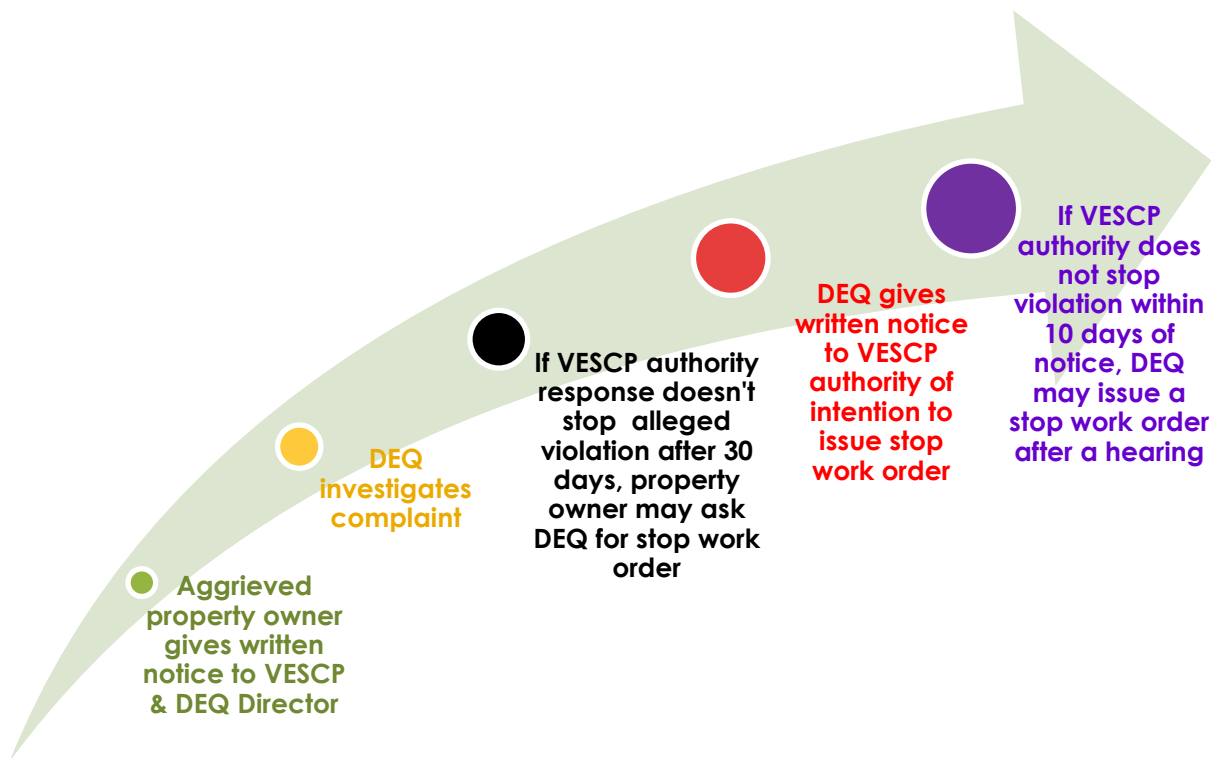 Aggrieved
property owner
gives written
notice to VESCP
& DEQ Director
DEQ
investigates
complaint
If VESCP authority
response doesn't
stop  alleged
violation after 30
days, property
owner may ask
DEQ for stop work
order
DEQ gives
written notice
to VESCP
authority of
intention to
issue stop
work order
If VESCP
authority does
not stop
violation within
10 days of
notice, DEQ
may issue a
stop work order
after a hearing